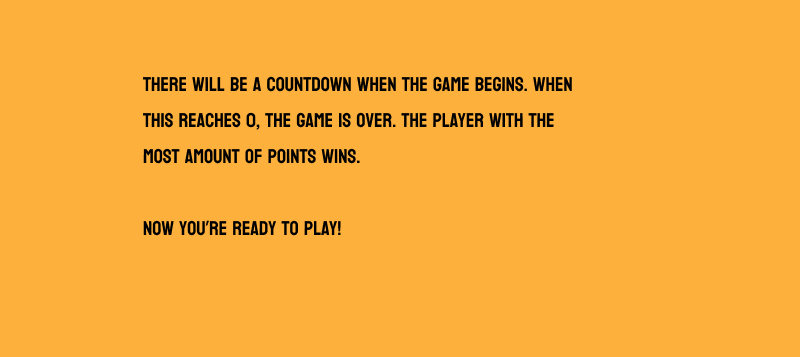 THERE WILL BE A COUNTDOWN WHEN THE GAME BEGINS. WHEN
THIS REACHES 0, THE GAME IS OVER. THE PLAYER WITH THE
MOST AMOUNT OF POINTS WINS.
NOW YOU'RE READY TO PLAY!